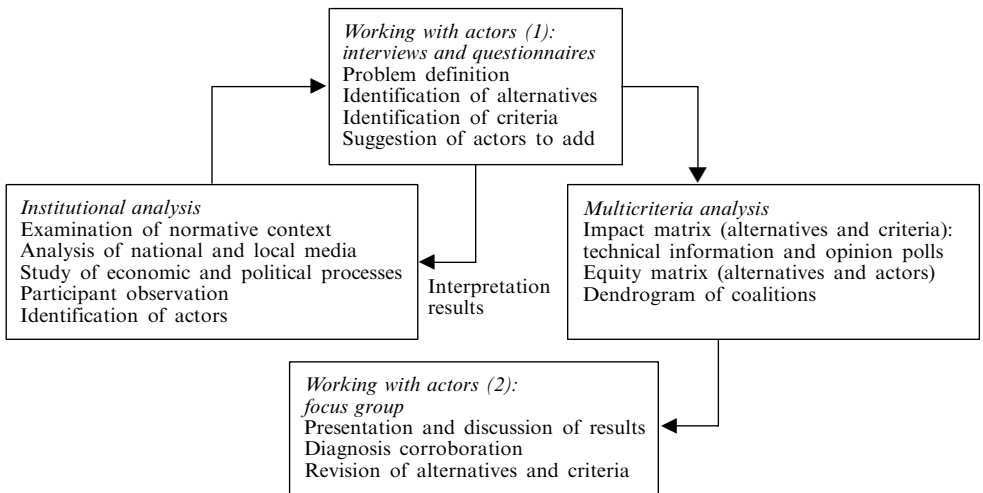 Working with actors (1):
interviews and questionnaires
Problem definition
Identification of alternatives
Identification of criteria
Suggestion of actors to add
Institutional analysis
Examination of normative context
Analysis of national and local media
Study of economic and political processes
Participant observation
Identification of actors
Interpretation
results
Multicriteria analysis
Impact matrix (alternatives and criteria):
technical information and opinion polls
Equity matrix (alternatives and actors)
Dendrogram of coalitions
Working with actors (2):
focus group
Presentation and discussion of results
Diagnosis corroboration
Revision of alternatives and criteria